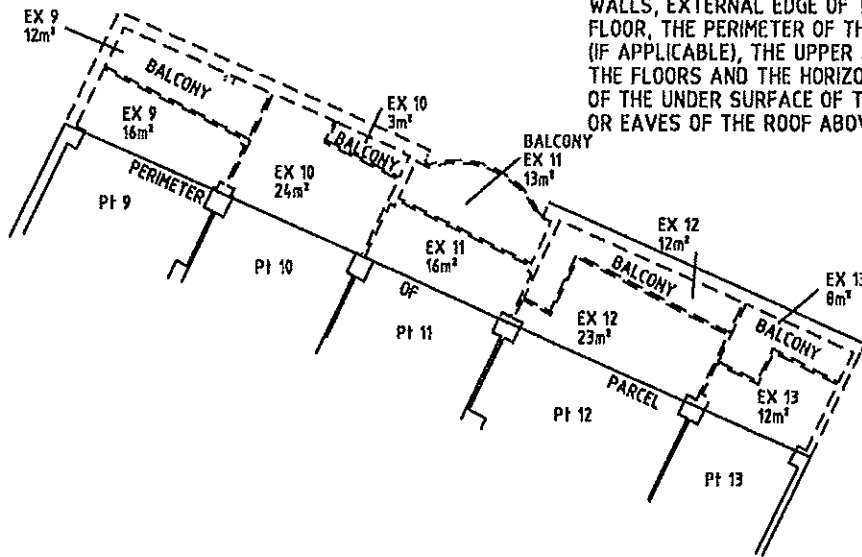 WALLS, EXTERNAL EDGE OF
FLOOR, THE PERIMETER OF TH
(IF APPLICABLE), THE UPPER
THE FLOORS AND THE HORIZO
OF THE UNDER SURFACE OF T
OR EAVES OF THE ROOF ABOV
EX 9
12m²
BALCONY
EX 9
16m²
EX 10
3m²
BALCONY
EX 10
24m²
BALCONY
EX 11
13m²
EX 11
16m²
EX 12
12m²
BALCONY
EX 12
23m²
EX 13
8m²
BALCONY
EX 13
12m²
PERIMETER
OF
PARCEL
Pt 9
Pt 10
Pt 11
Pt 12
Pt 13